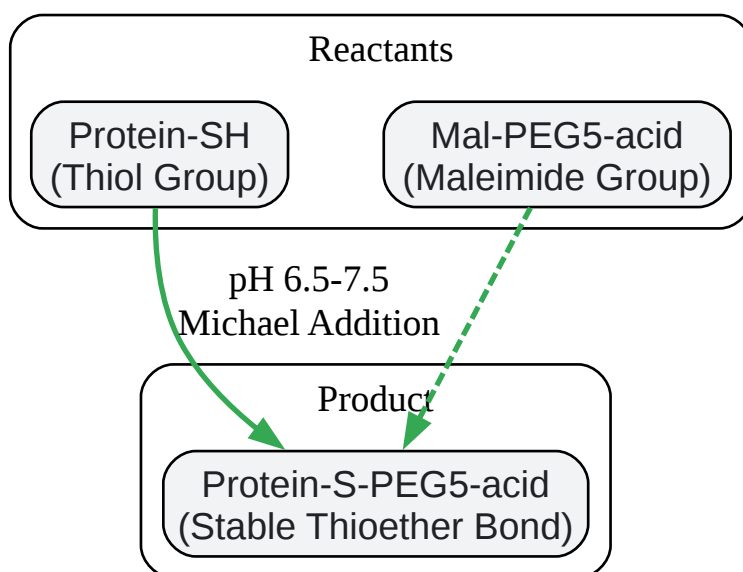 Reactants
Protein-SH
(Thiol Group)
Mal-PEG5-acid
(Maleimide Group)
pH 6.5-7.5
Michael Addition
Product
Protein-S-PEG5-acid
(Stable Thioether Bond)